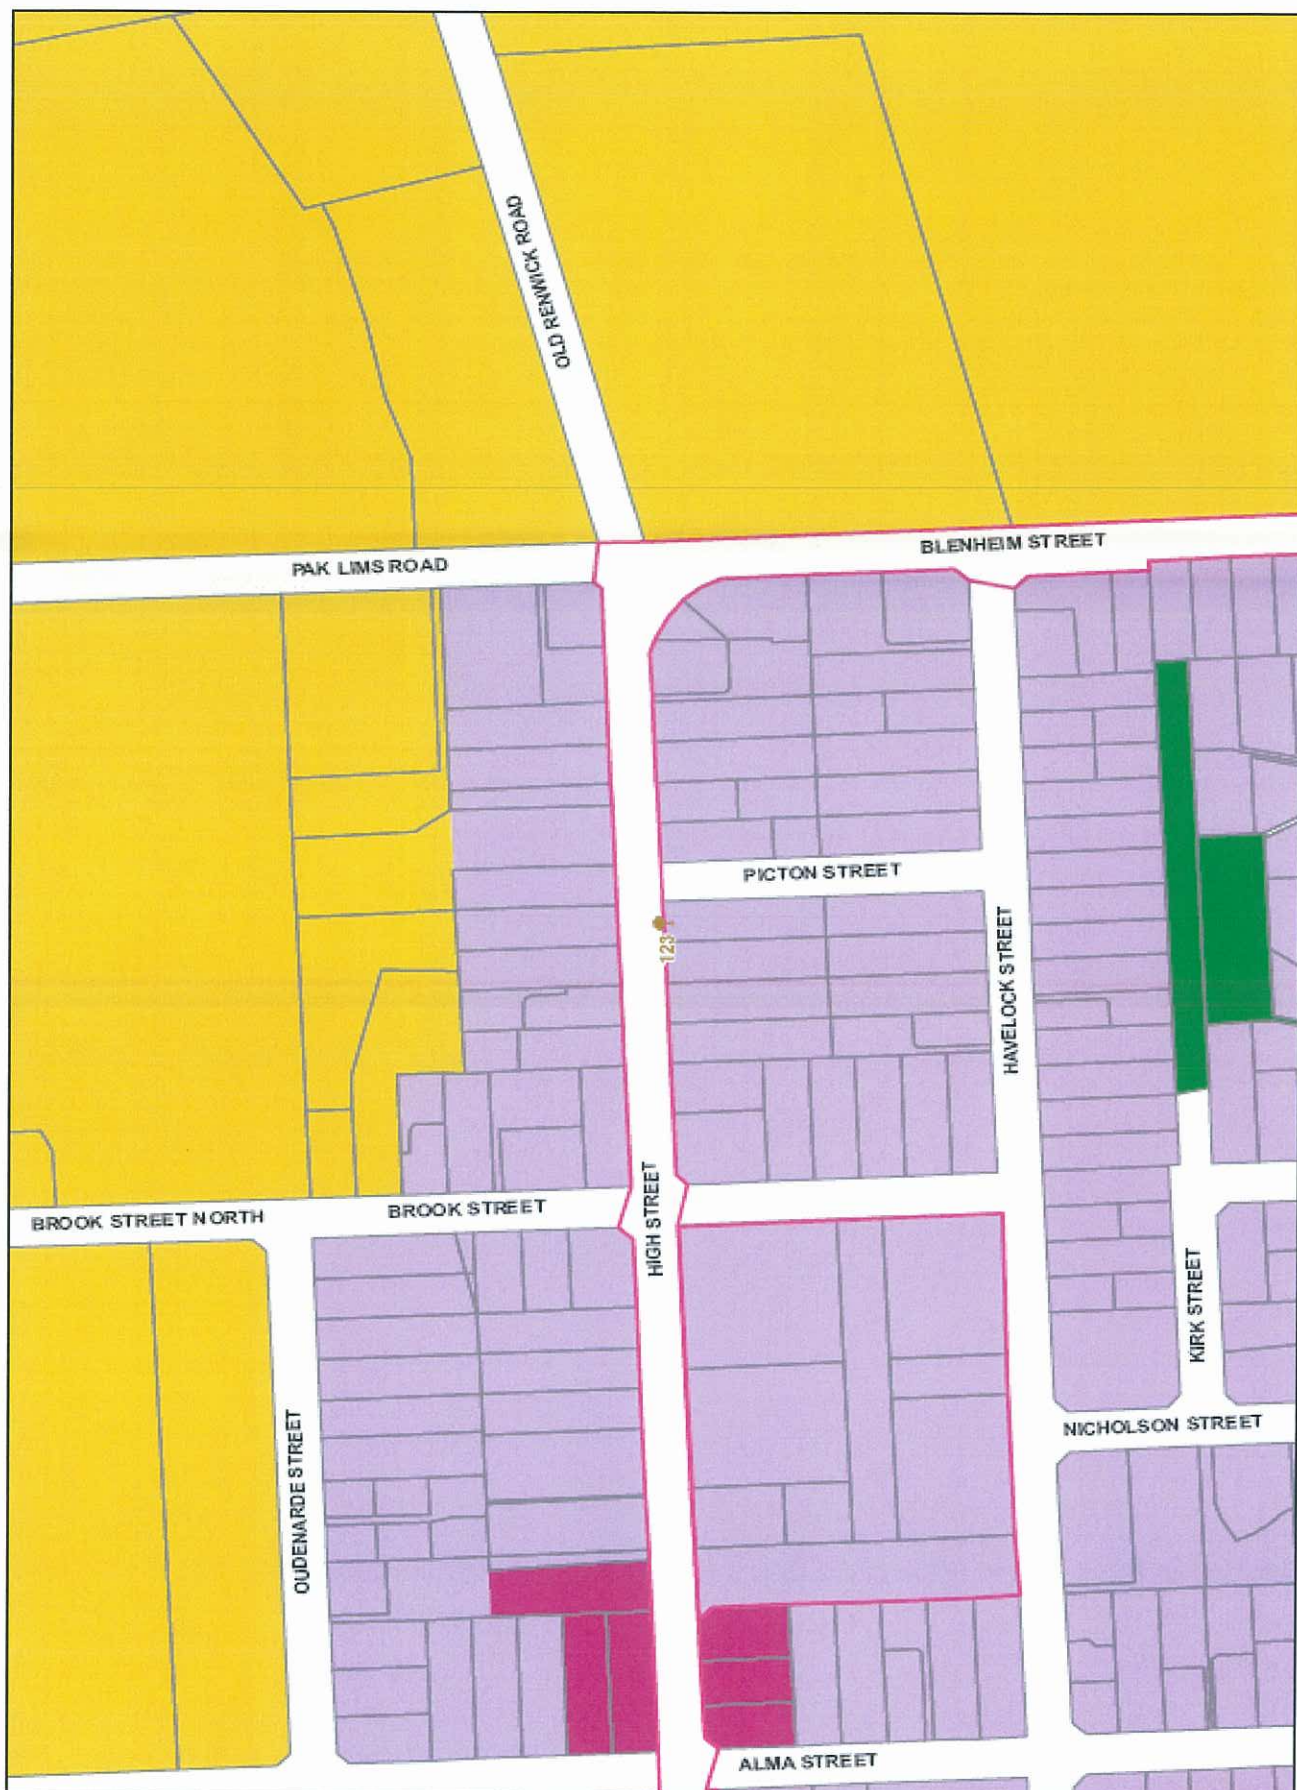 OLD RENWICK ROAD
BLENHEIM STREET
PAK LIMS ROAD
PICTON STREET
123
HAVELOCK STREET
BROOK STREET NORTH
BROOK STREET
HIGH STREET
KIRK STREET
NICHOLSON STREET
OUDENARDE STREET
ALMA STREET